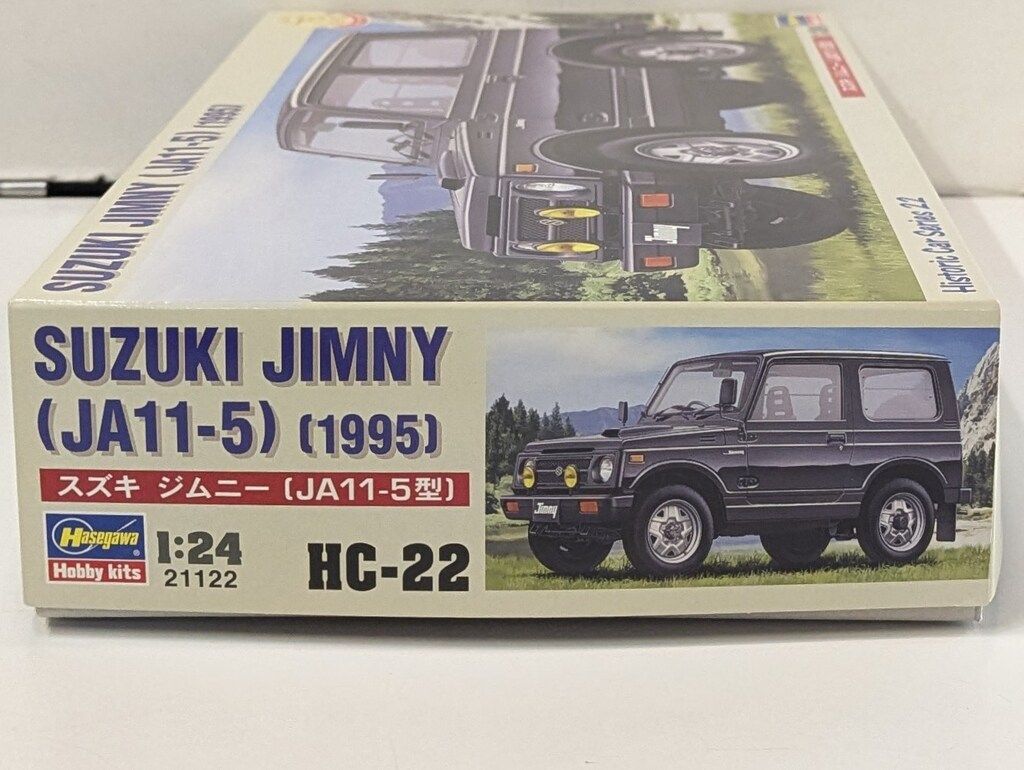 SUZUKI JIMNY (JA11-5) (1995)
Historic Car Series 22
Jimny
SUZUKI JIMNY
(JA11-5) (1995)
スズキ ジムニー (JA11-5型)
Hasegawa®
Hobby kits
1:24
21122
HC-22
Jimny